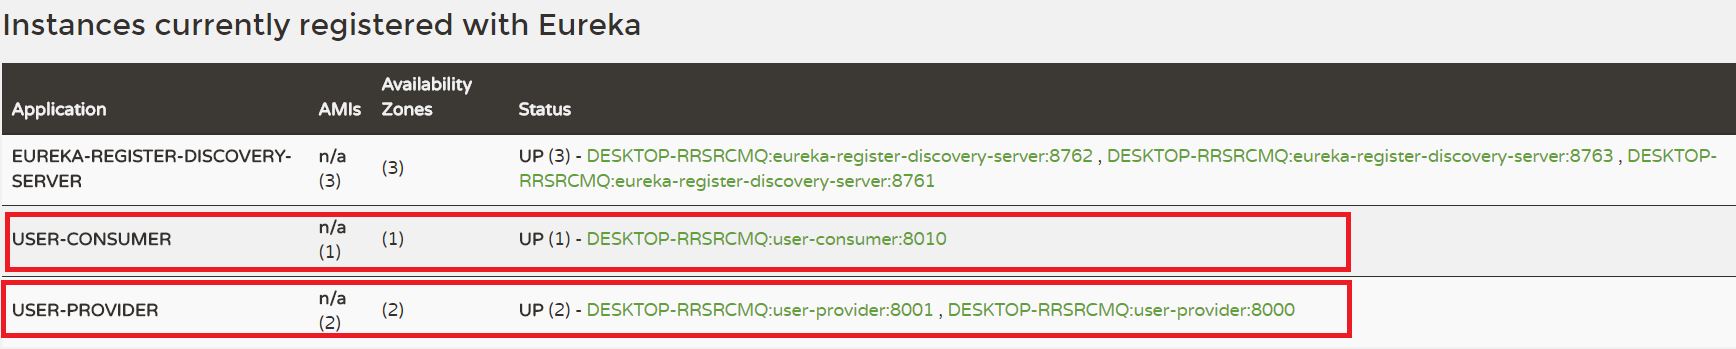 Instances currently registered with Eureka
Application AMIs Availability Zones Status
EUREKA-REGISTER-DISCOVERY-SERVER n/a (3) (3) UP (3) - DESKTOP-RRSRCMQ:eureka-register-discovery-server:8762 , DESKTOP-RRSRCMQ:eureka-register-discovery-server:8763 , DESKTOP-RRSRCMQ:eureka-register-discovery-server:8761
USER-CONSUMER n/a (1) (1) UP (1) - DESKTOP-RRSRCMQ:user-consumer:8010
USER-PROVIDER n/a (2) (2) UP (2) - DESKTOP-RRSRCMQ:user-provider:8001 , DESKTOP-RRSRCMQ:user-provider:8000